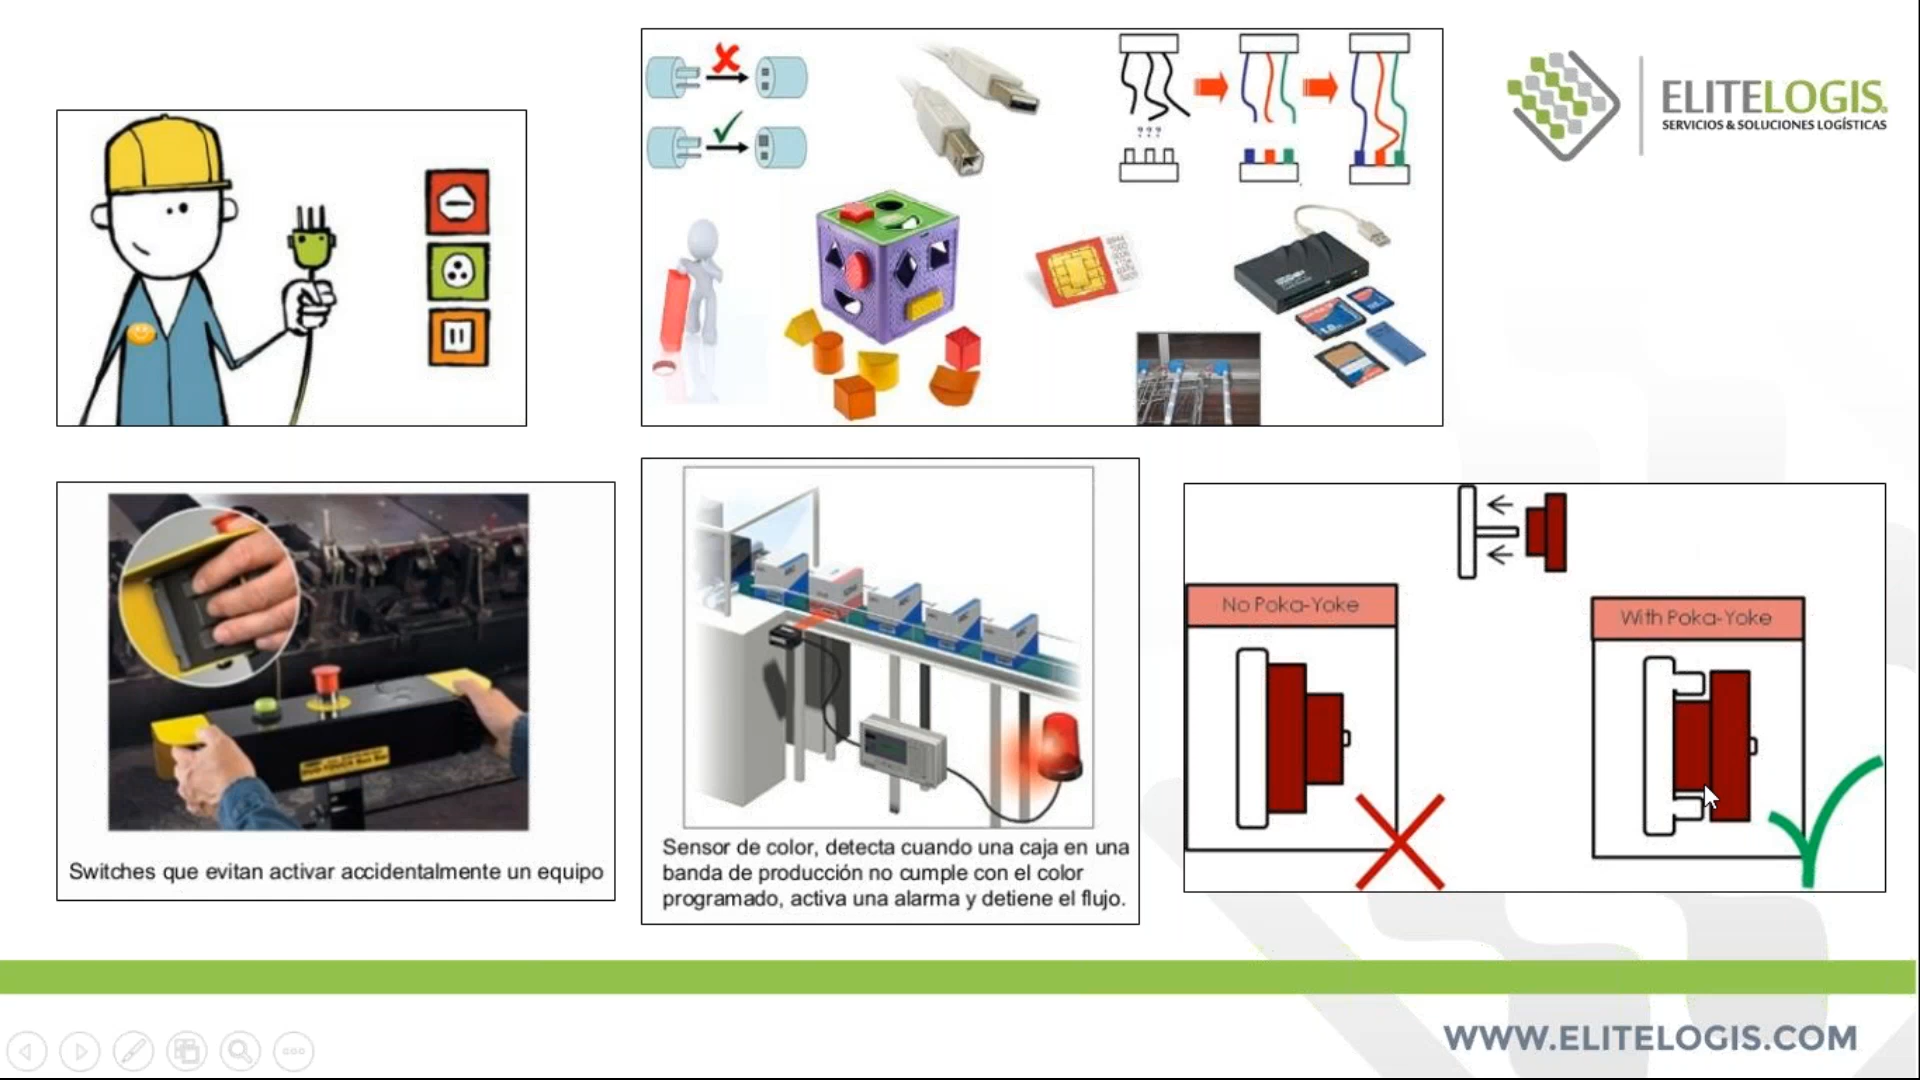 ELITELOGIS
SERVICIOS & SOLUCIONES LOGÍSTICAS
???
Switches que evitan activar accidentalmente un equipo
Sensor de color, detecta cuando una caja en una
banda de producción no cumple con el color
programado, activa una alarma y detiene el flujo.
No Poka-Yoke
With Poka-Yoke
WWW.ELITELOGIS.COM